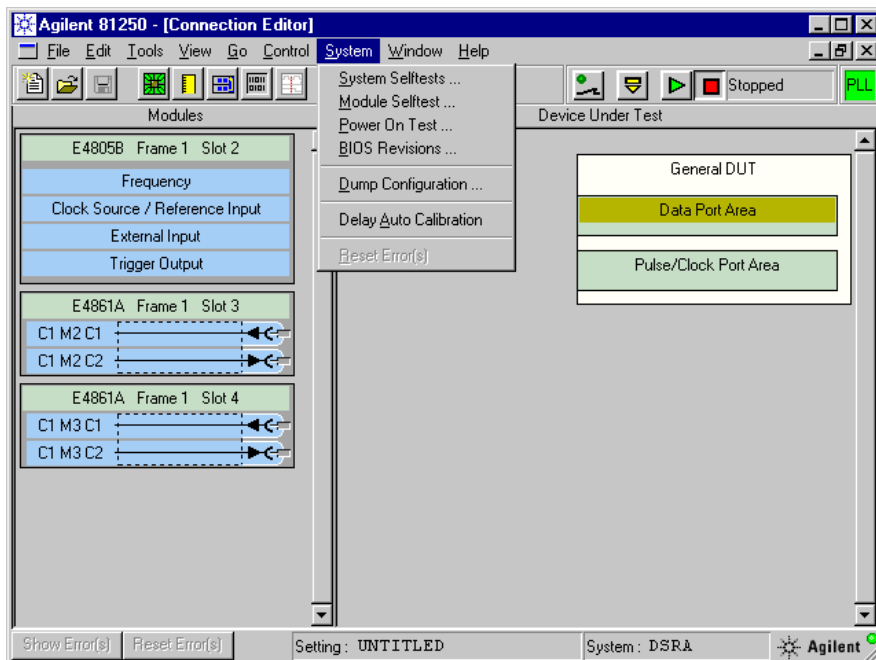 Agilent 81250 - [Connection Editor]
File Edit Tools View Go Control System Window Help
Stopped
PLL
Modules
Device Under Test
System Selftests ...
Module Selftest ...
Power On Test ...
BIOS Revisions ...
Dump Configuration ...
Delay Auto Calibration
Reset Error(s)
E4805B Frame 1 Slot 2
Frequency
Clock Source / Reference Input
External Input
Trigger Output
E4861A Frame 1 Slot 3
C1 M2 C1
C1 M2 C2
E4861A Frame 1 Slot 4
C1 M3 C1
C1 M3 C2
General DUT
Data Port Area
Pulse/Clock Port Area
Show Error(s) Reset Error(s) Setting : UNTITLED System : DSRA Agilent